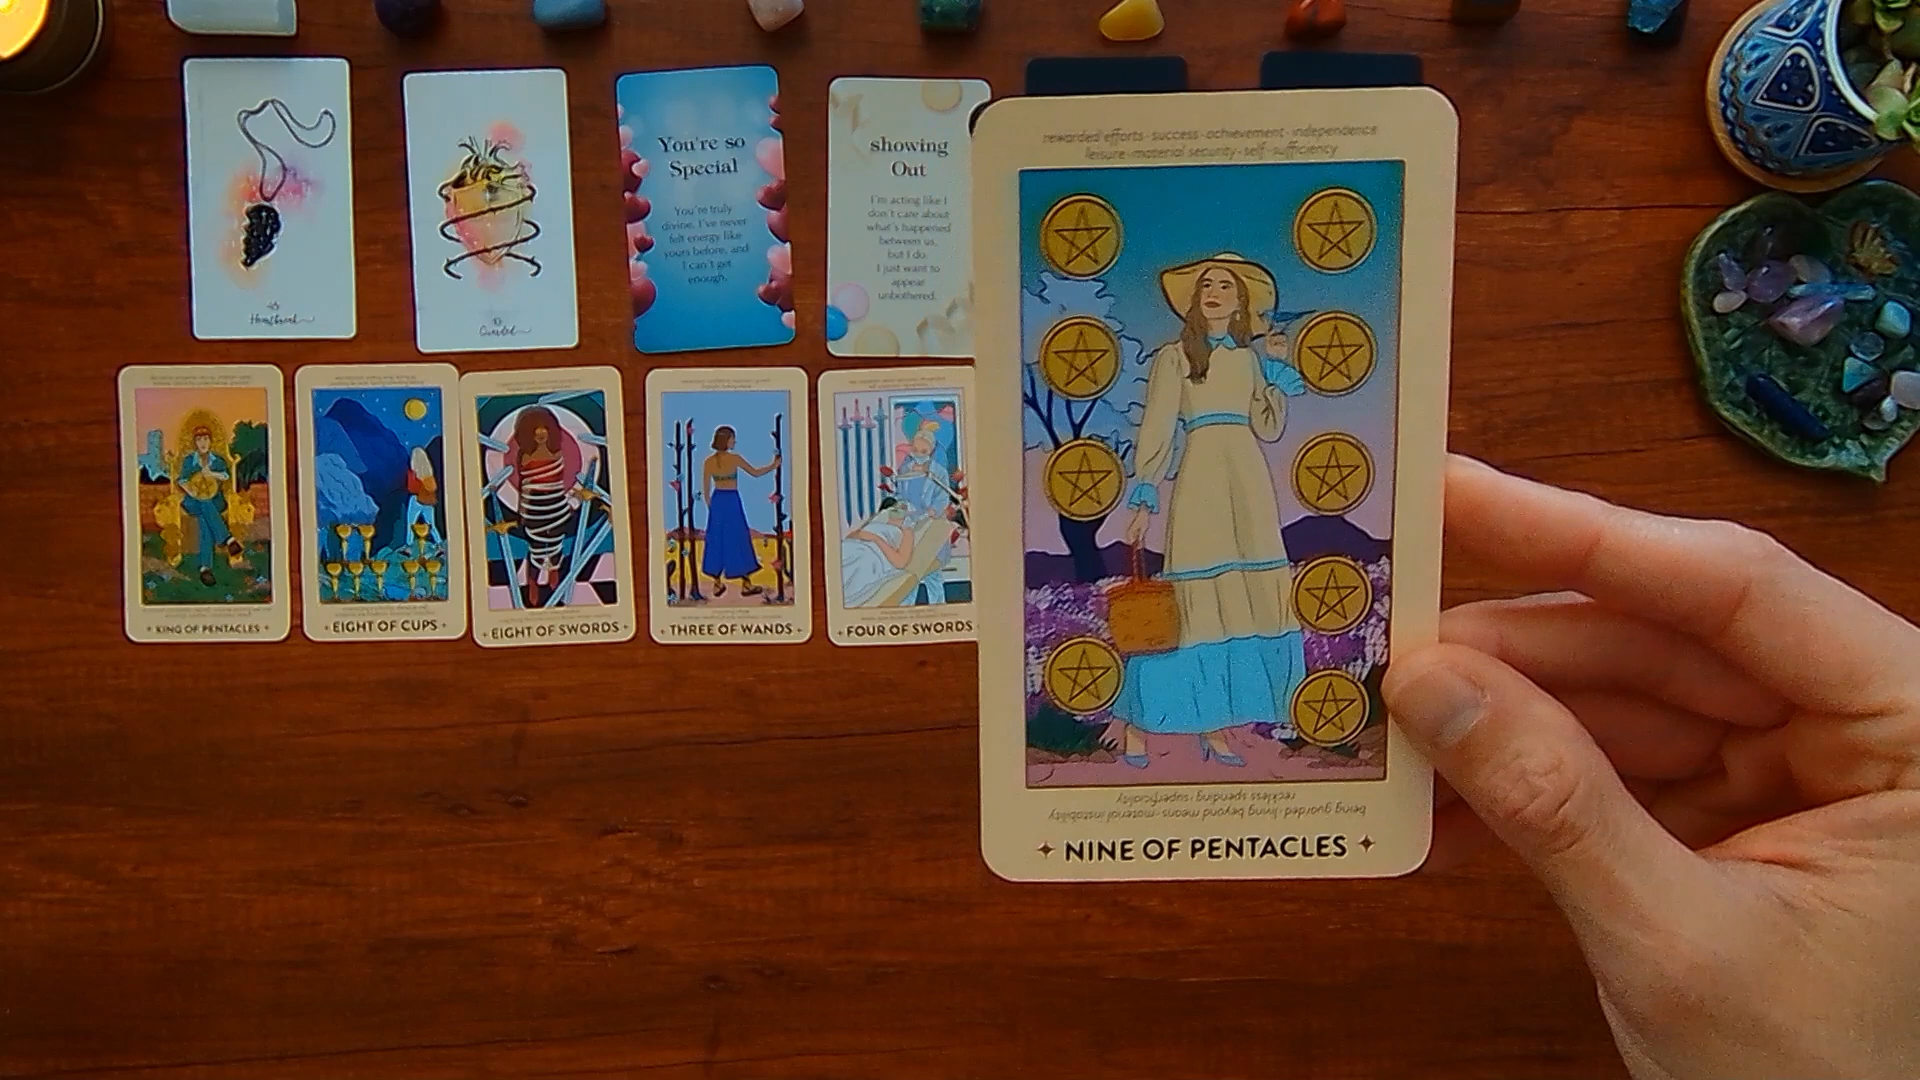 Heartbreak
Guarded
You're so
Special
You're truly
divine. I've never
felt energy like
yours before, and
I can't get
enough.
showing
Out
I'm acting like I
don't care about
what's happened
between us,
but I do.
I just want to
appear
unbothered.
rewarded efforts · success · achievement · independence
leisure · material security · self - sufficiency
KING OF PENTACLES
EIGHT OF CUPS
EIGHT OF SWORDS
THREE OF WANDS
FOUR OF SWORDS
being guarded · living beyond means · material instability
reckless spending · superficiality
NINE OF PENTACLES